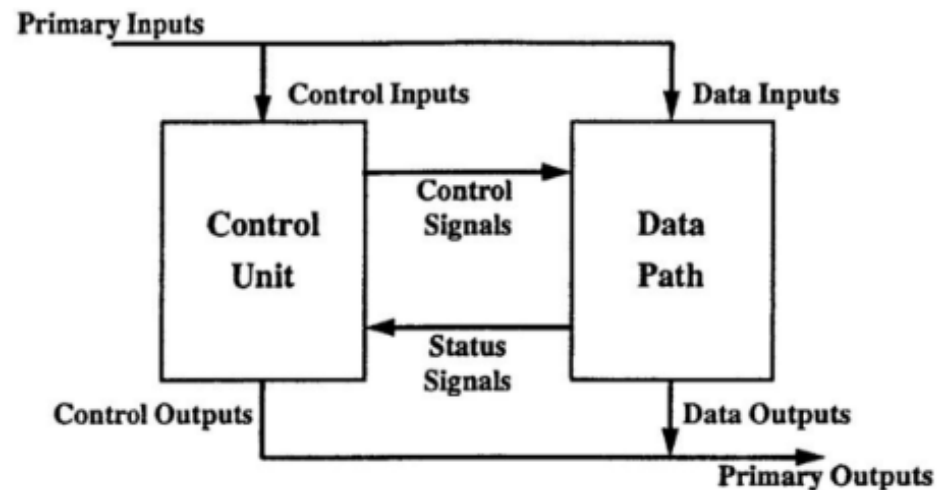 Primary Inputs
Control Inputs
Data Inputs
Control
Signals
Control
Unit
Data
Path
Status
Signals
Control Outputs
Data Outputs
Primary Outputs